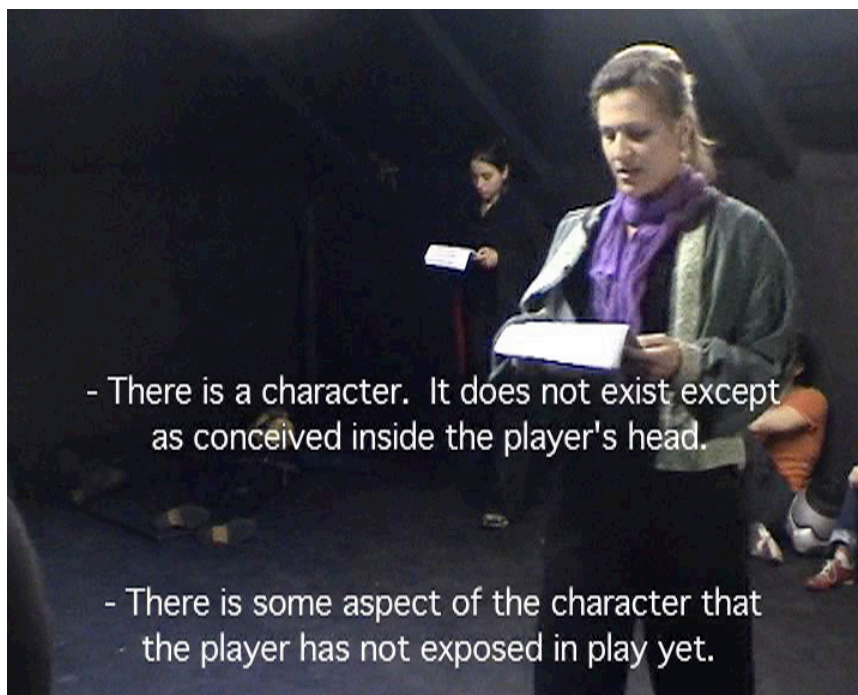 - There is a character.  It does not exist except
as conceived inside the player's head.
- There is some aspect of the character that
the player has not exposed in play yet.